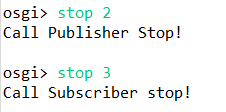 osgi> stop 2
Call Publisher Stop!
osgi> stop 3
Call Subscriber stop!